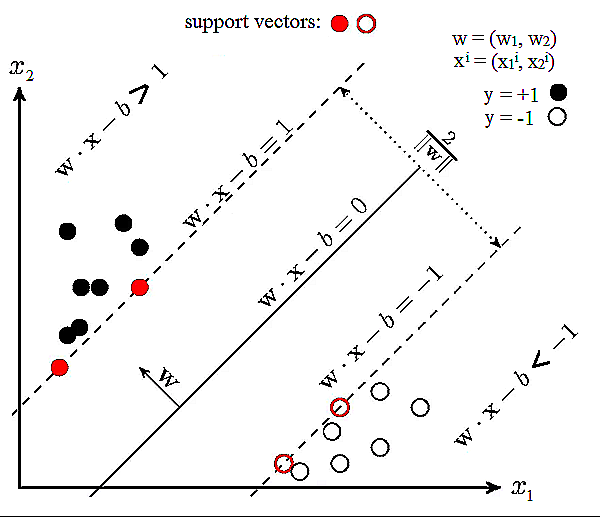 support vectors:
w = (w₁, w₂)
xⁱ = (x₁ⁱ, x₂ⁱ)
y = +1
y = -1
x₂
w · x − b > 1
w · x − b = 1
2
‖w‖
w · x − b = 0
w · x − b = −1
w · x − b < −1
w
x₁